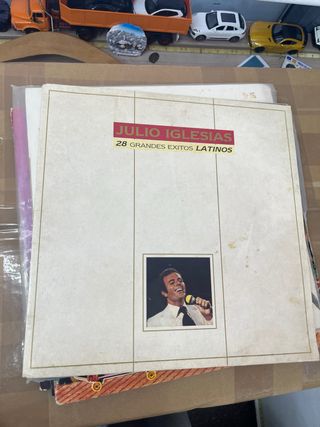 JULIO IGLESIAS
28 GRANDES EXITOS LATINOS